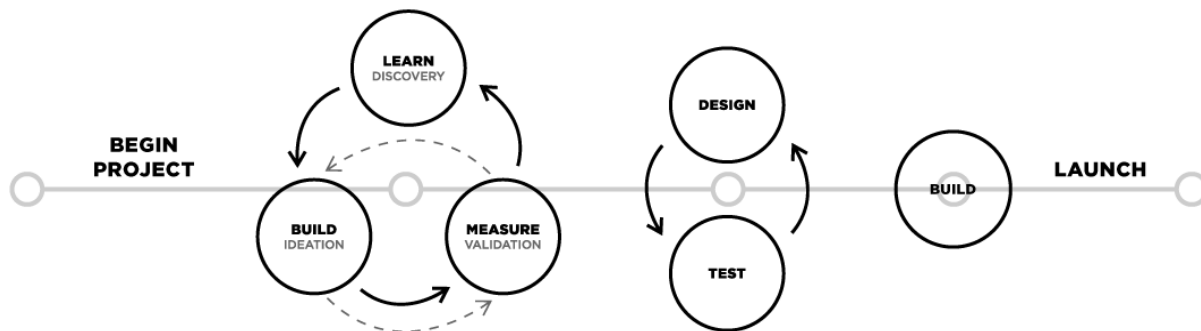 BEGIN
PROJECT
LEARN
DISCOVERY
BUILD
IDEATION
MEASURE
VALIDATION
DESIGN
TEST
BUILD
LAUNCH